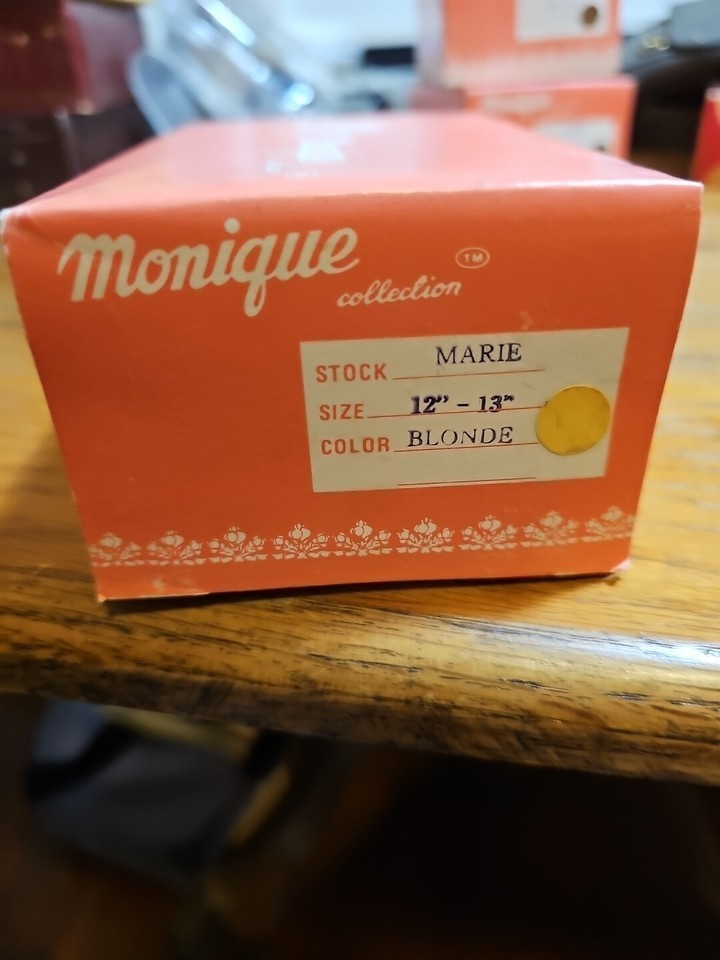 Monique
collection TM
STOCK MARIE
SIZE 12" - 13"
COLOR BLONDE